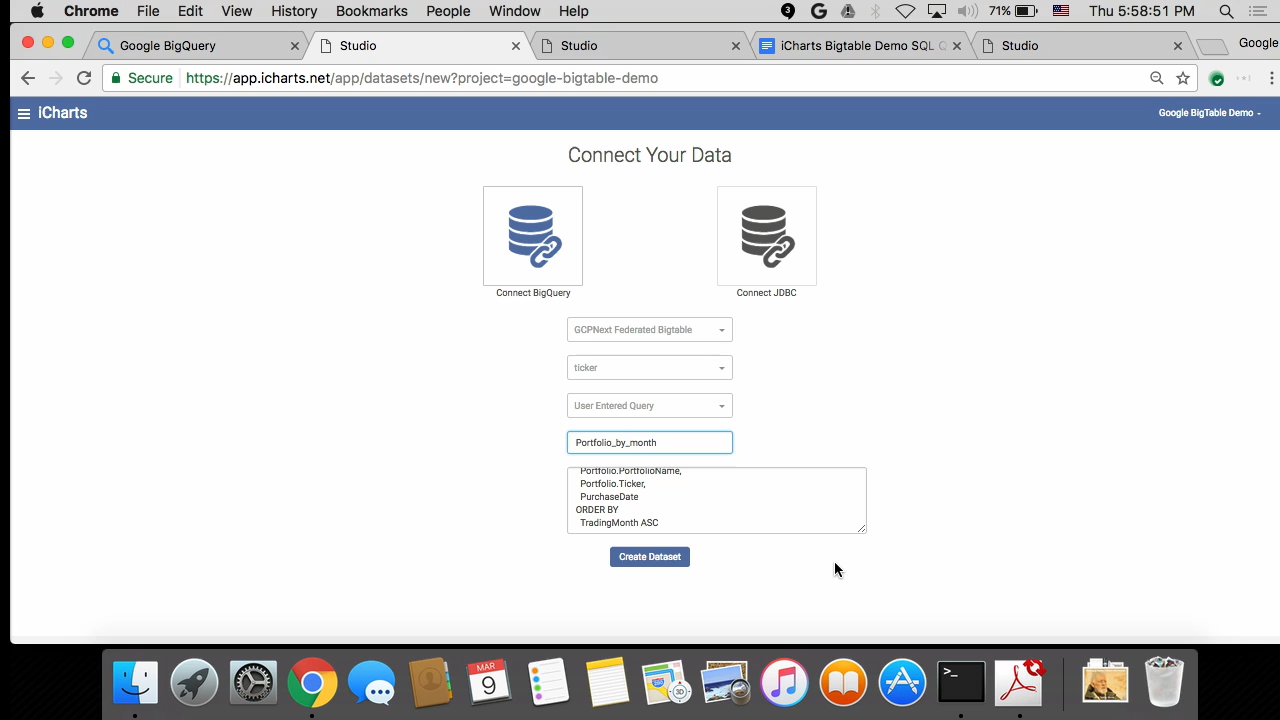 Chrome File Edit View History Bookmarks People Window Help 3 71% Thu 5:58:51 PM
Google BigQuery Studio Studio iCharts Bigtable Demo SQL Q Studio Google
Secure https://app.icharts.net/app/datasets/new?project=google-bigtable-demo
iCharts Google BigTable Demo
Connect Your Data
Connect BigQuery Connect JDBC
GCPNext Federated Bigtable
ticker
User Entered Query
Portfolio_by_month
Portfolio.PortfolioName,
Portfolio.Ticker,
PurchaseDate
ORDER BY
TradingMonth ASC
Create Dataset
MAR
9
3D
>_